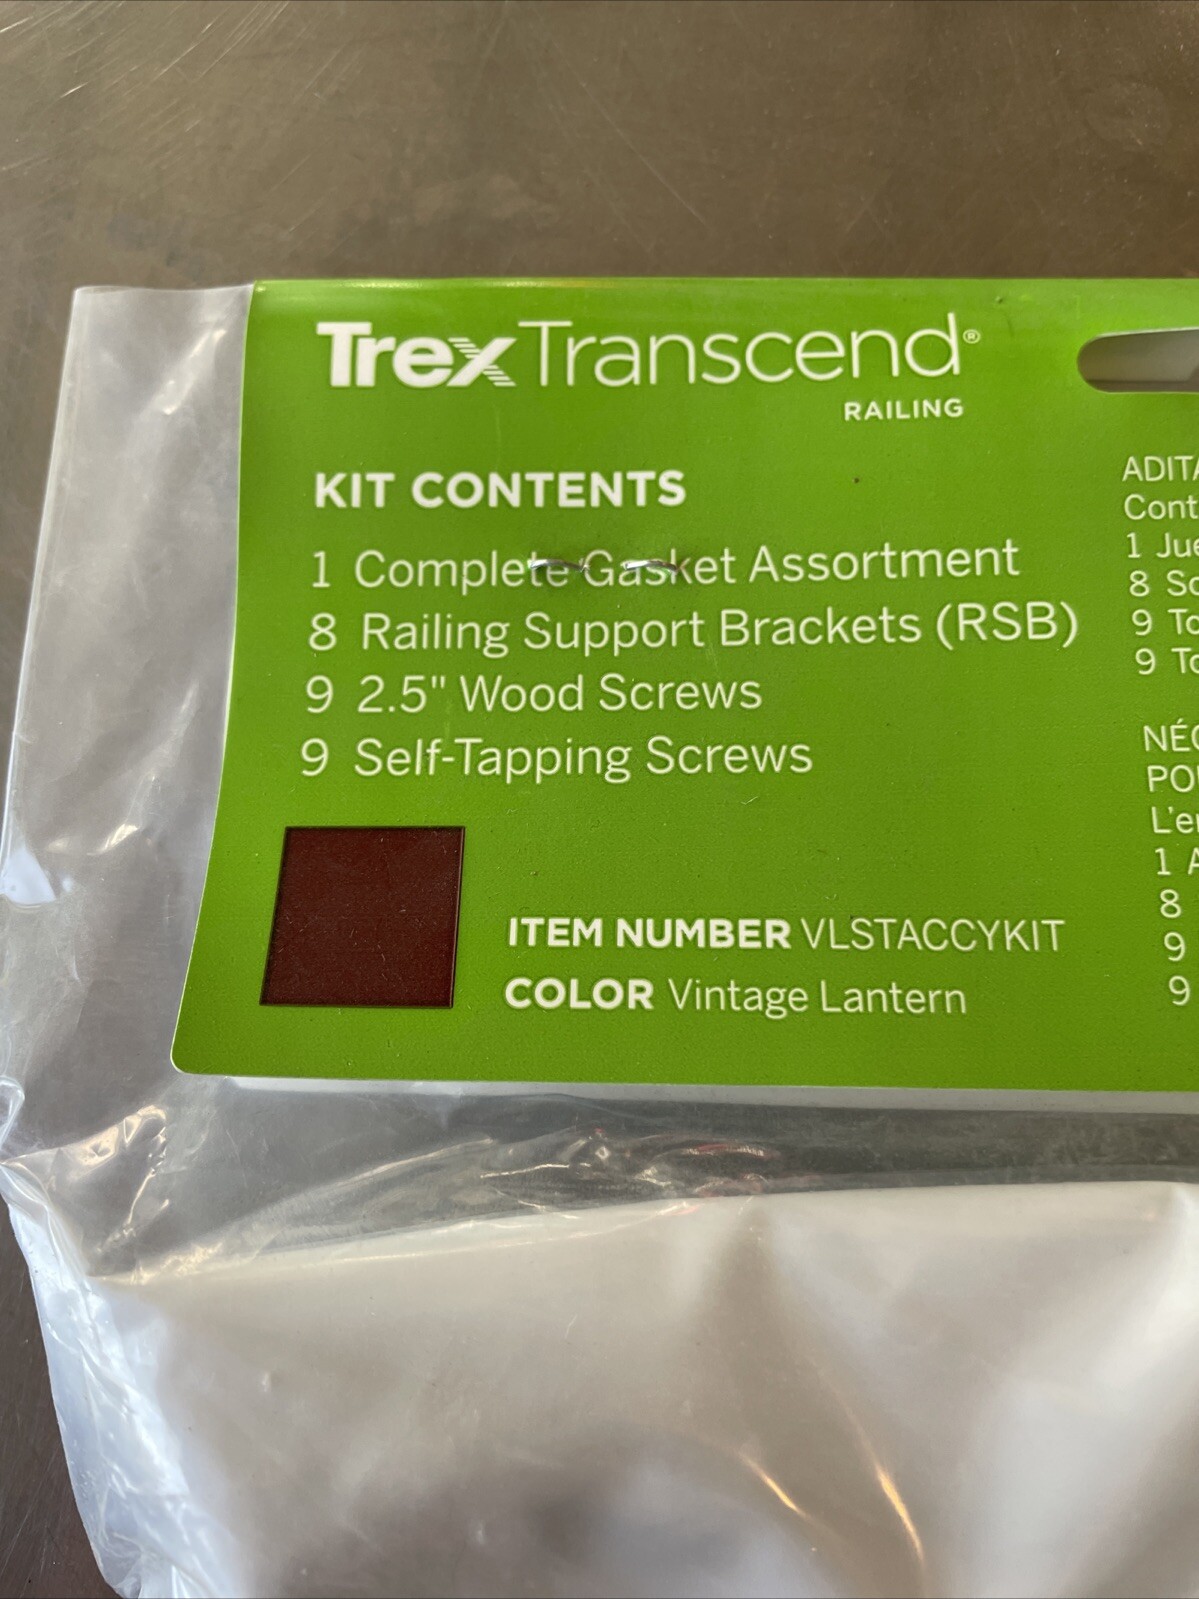 Trex Transcend®
RAILING
KIT CONTENTS
1 Complete Gasket Assortment
8 Railing Support Brackets (RSB)
9 2.5" Wood Screws
9 Self-Tapping Screws
ITEM NUMBER VLSTACCYKIT
COLOR Vintage Lantern
1
8
9
9
1
8
9
9